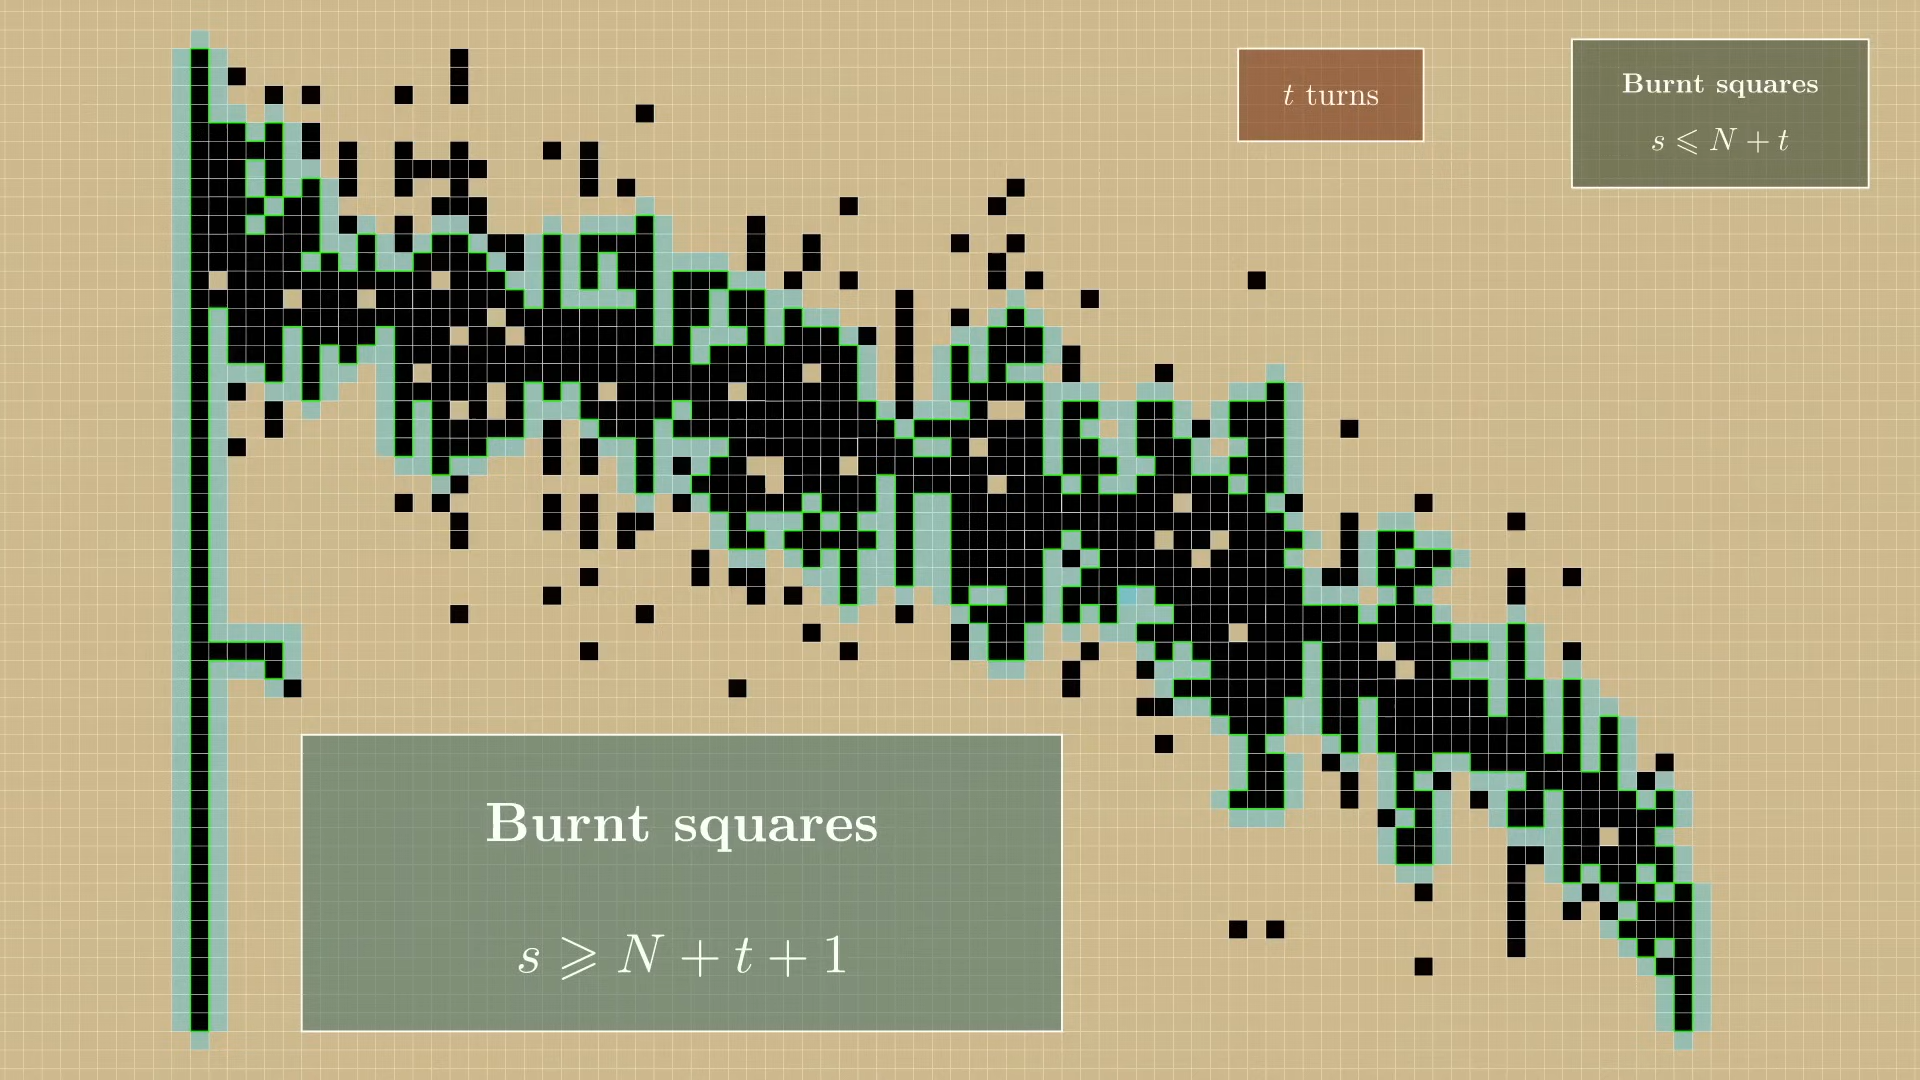 t turns
Burnt squares
s ⩽ N + t
Burnt squares
s ⩾ N + t + 1